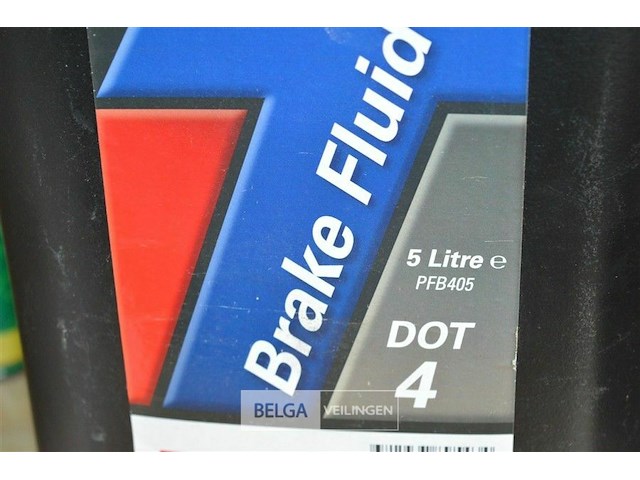 Brake Fluid
5 Litre ℮
PFB405
DOT
4
BELGA VEILINGEN